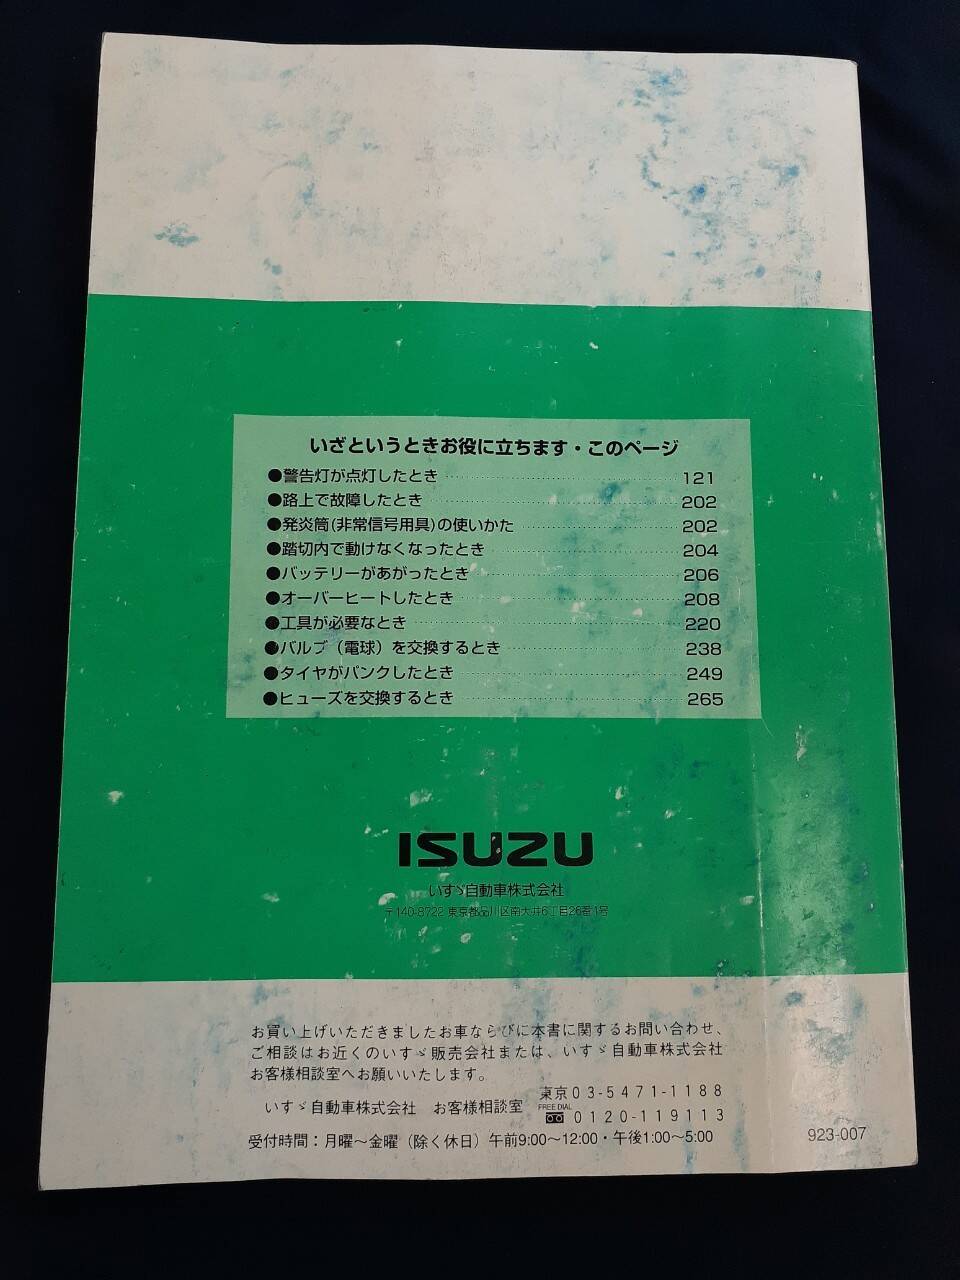 いざというときお役に立ちます・このページ
●警告灯が点灯したとき 121
●路上で故障したとき 202
●発炎筒(非常信号用具)の使いかた 202
●踏切内で動けなくなったとき 204
●バッテリーがあがったとき 206
●オーバーヒートしたとき 208
●工具が必要なとき 220
●バルブ（電球）を交換するとき 238
●タイヤがパンクしたとき 249
●ヒューズを交換するとき 265
ISUZU
いすゞ自動車株式会社
〒140-8722 東京都品川区南大井6丁目26番1号
お買い上げいただきましたお車ならびに本書に関するお問い合わせ、
ご相談はお近くのいすゞ販売会社または、いすゞ自動車株式会社
お客様相談室へお願いいたします。
いすゞ自動車株式会社 お客様相談室
東京03-5471-1188
FREE DIAL
0120-119113
受付時間：月曜～金曜（除く休日）午前9:00～12:00・午後1:00～5:00
923-007